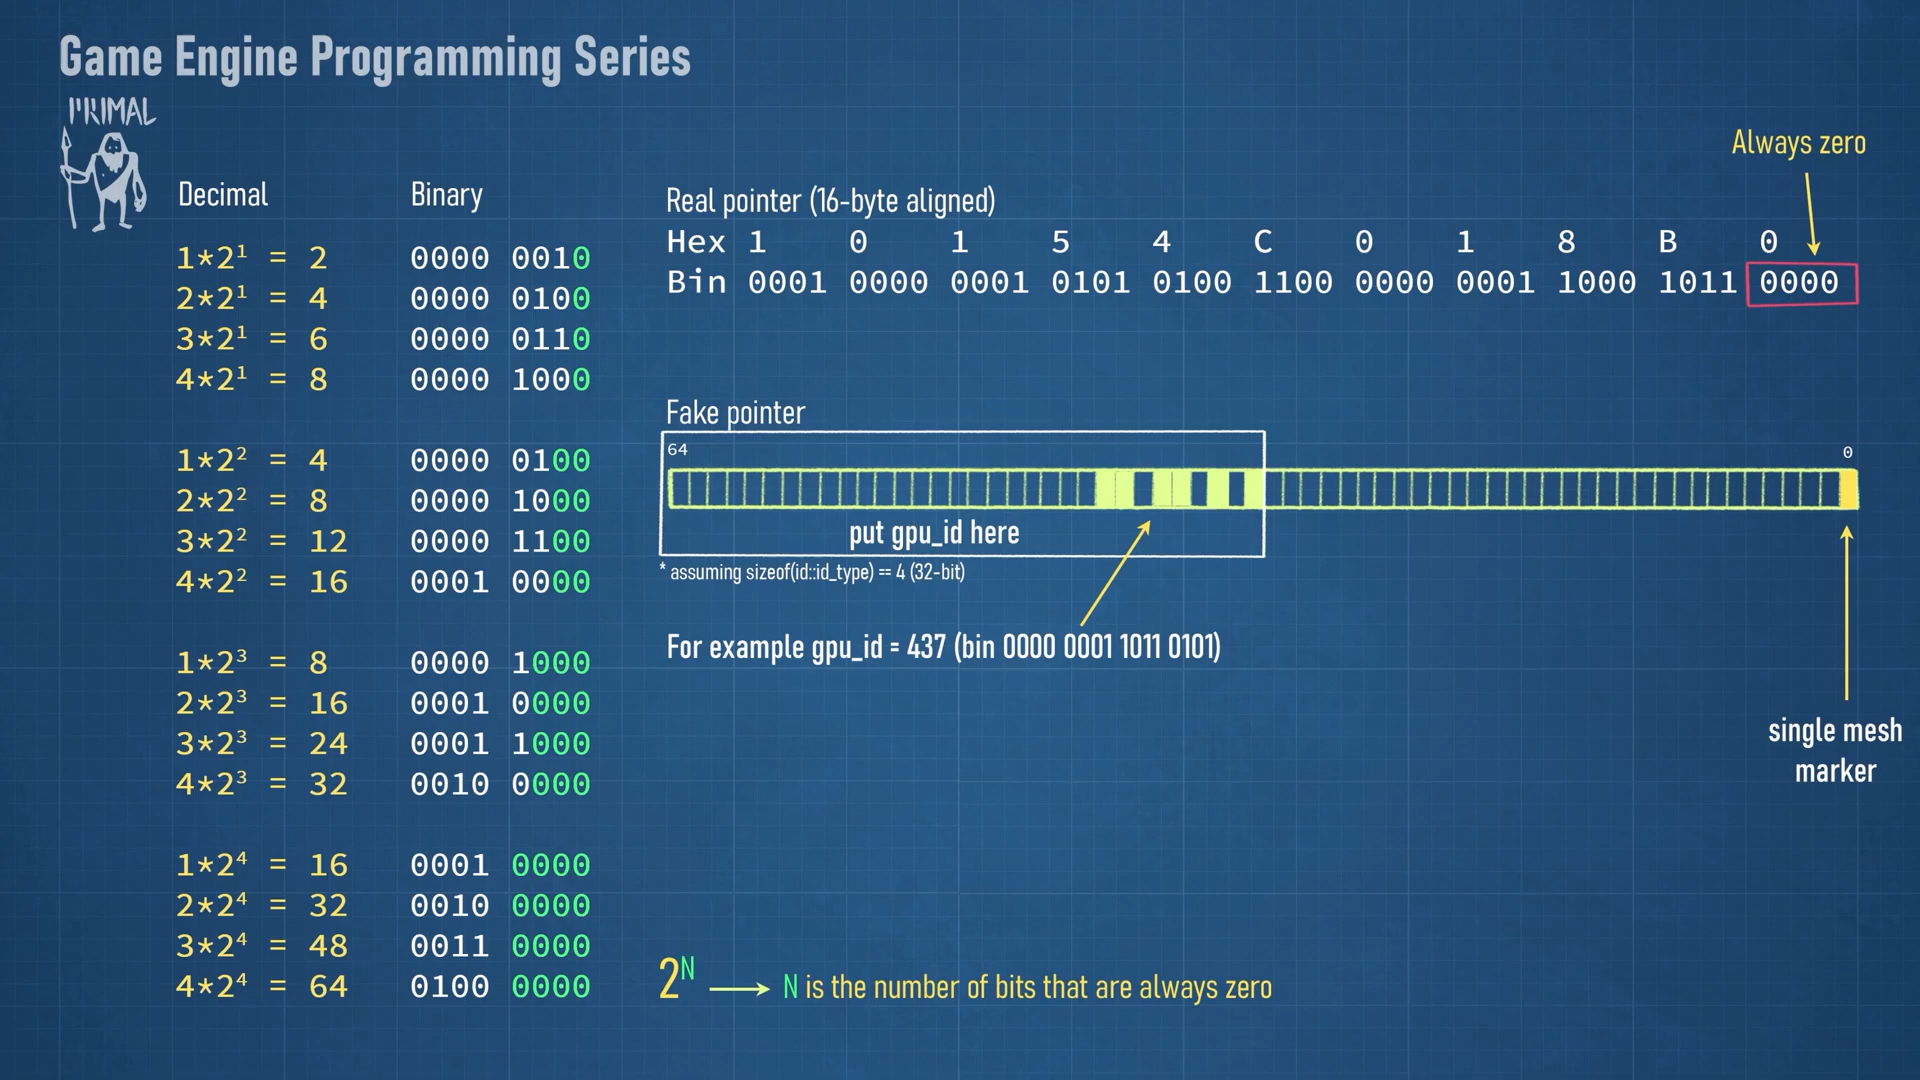 Game Engine Programming Series
PRIMAL
Decimal Binary
1*2¹ = 2 0000 0010
2*2¹ = 4 0000 0100
3*2¹ = 6 0000 0110
4*2¹ = 8 0000 1000
1*2² = 4 0000 0100
2*2² = 8 0000 1000
3*2² = 12 0000 1100
4*2² = 16 0001 0000
1*2³ = 8 0000 1000
2*2³ = 16 0001 0000
3*2³ = 24 0001 1000
4*2³ = 32 0010 0000
1*2⁴ = 16 0001 0000
2*2⁴ = 32 0010 0000
3*2⁴ = 48 0011 0000
4*2⁴ = 64 0100 0000
Always zero
Real pointer (16-byte aligned)
Hex 1 0 1 5 4 C 0 1 8 B 0
Bin 0001 0000 0001 0101 0100 1100 0000 0001 1000 1011 0000
Fake pointer
64 0
put gpu_id here
* assuming sizeof(id::id_type) == 4 (32-bit)
For example gpu_id = 437 (bin 0000 0001 1011 0101)
single mesh
marker
2ᴺ → N is the number of bits that are always zero